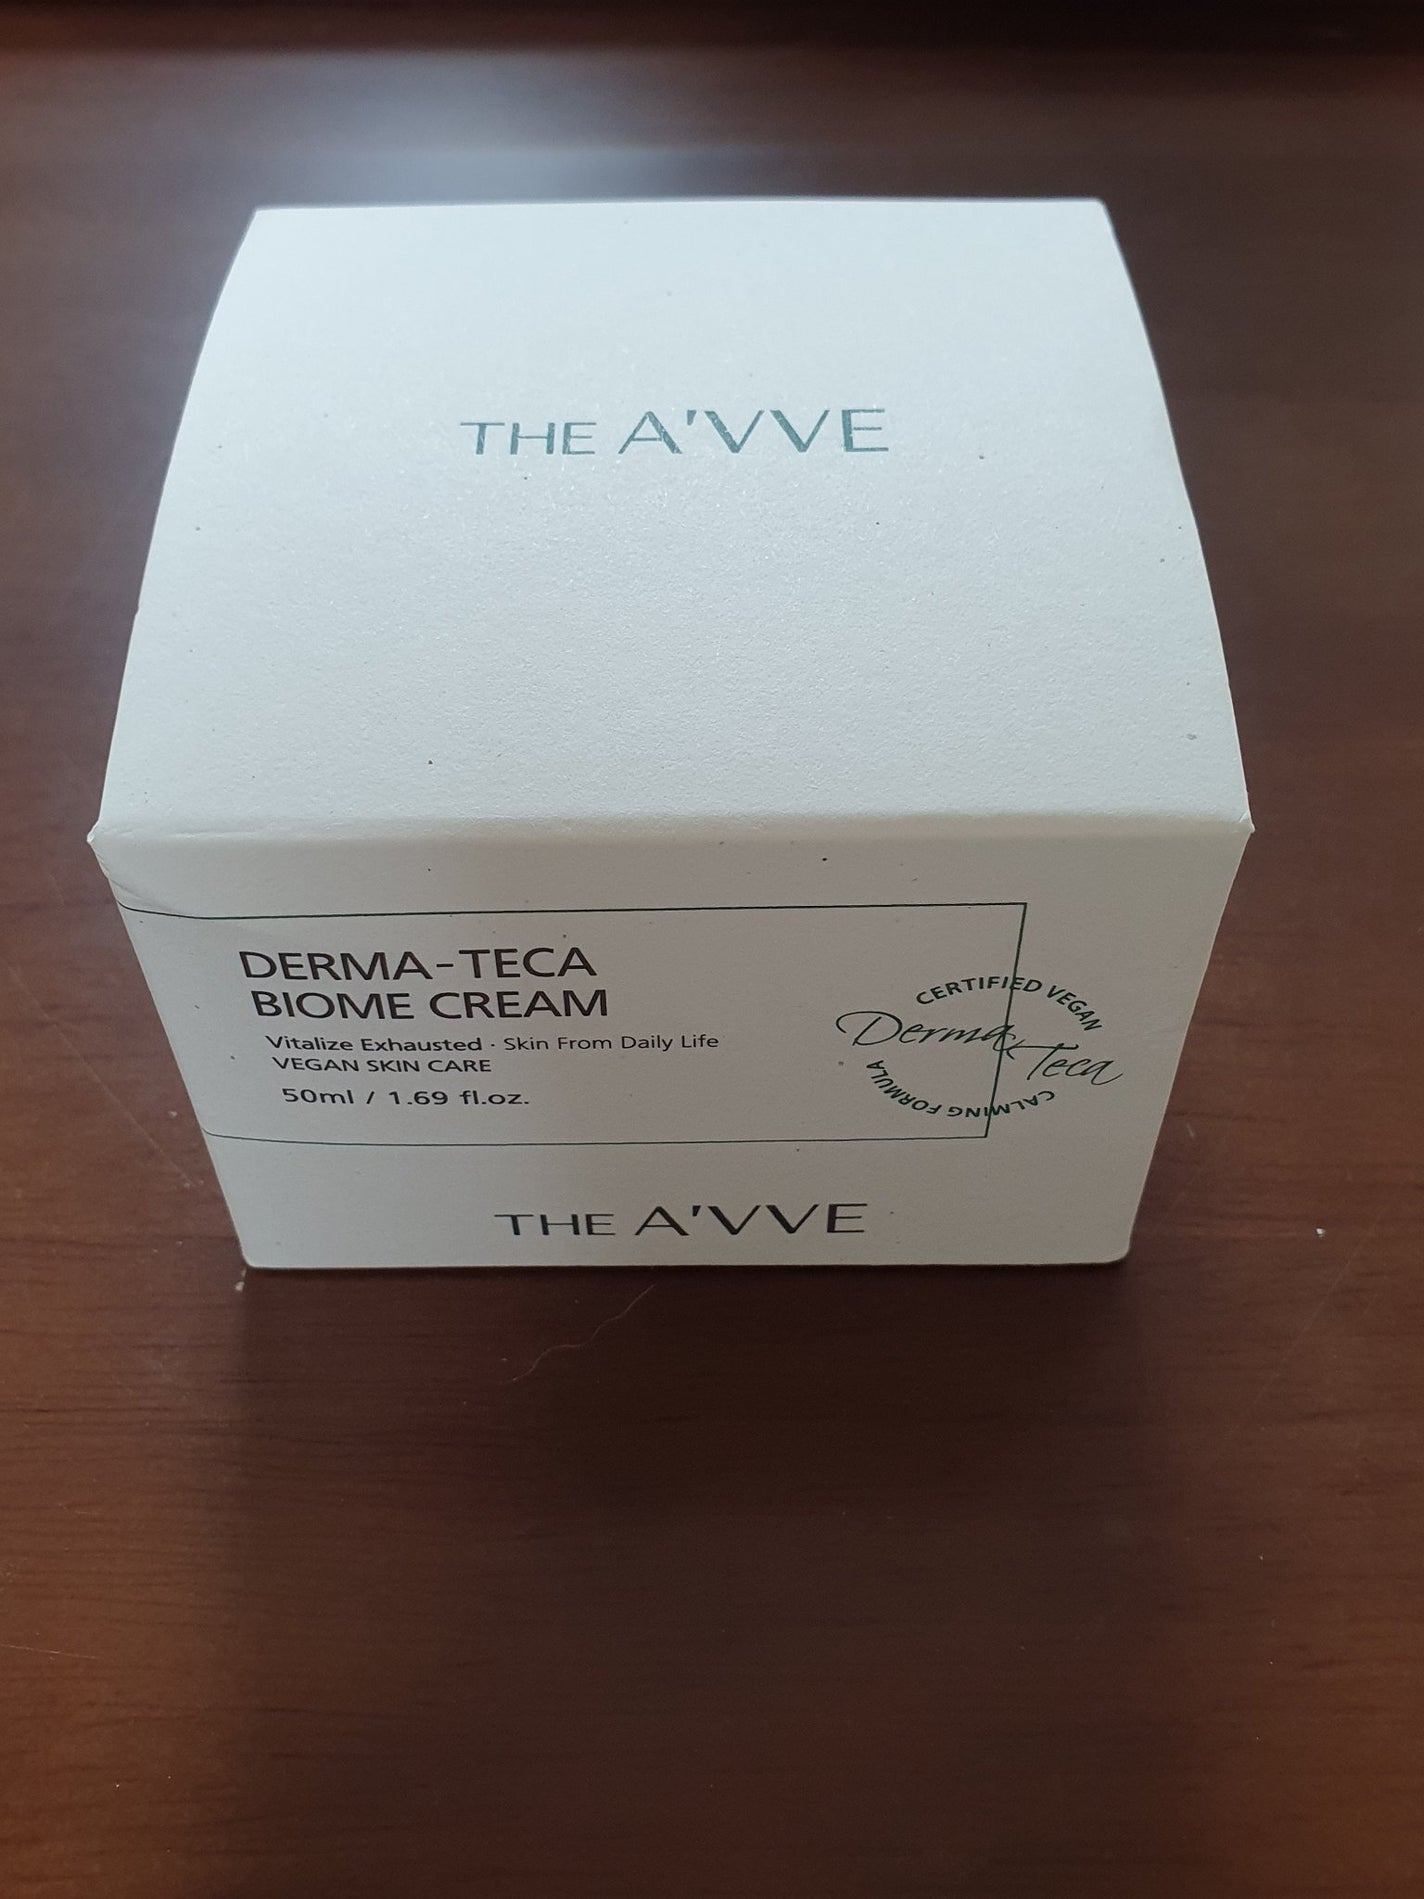 THE A'VVE
DERMA-TECA
BIOME CREAM
Vitalize Exhausted · Skin From Daily Life
VEGAN SKIN CARE
50ml / 1.69 fl.oz.
CERTIFIED VEGAN
Derma Teca
CALMING FORMULA
THE A'VVE